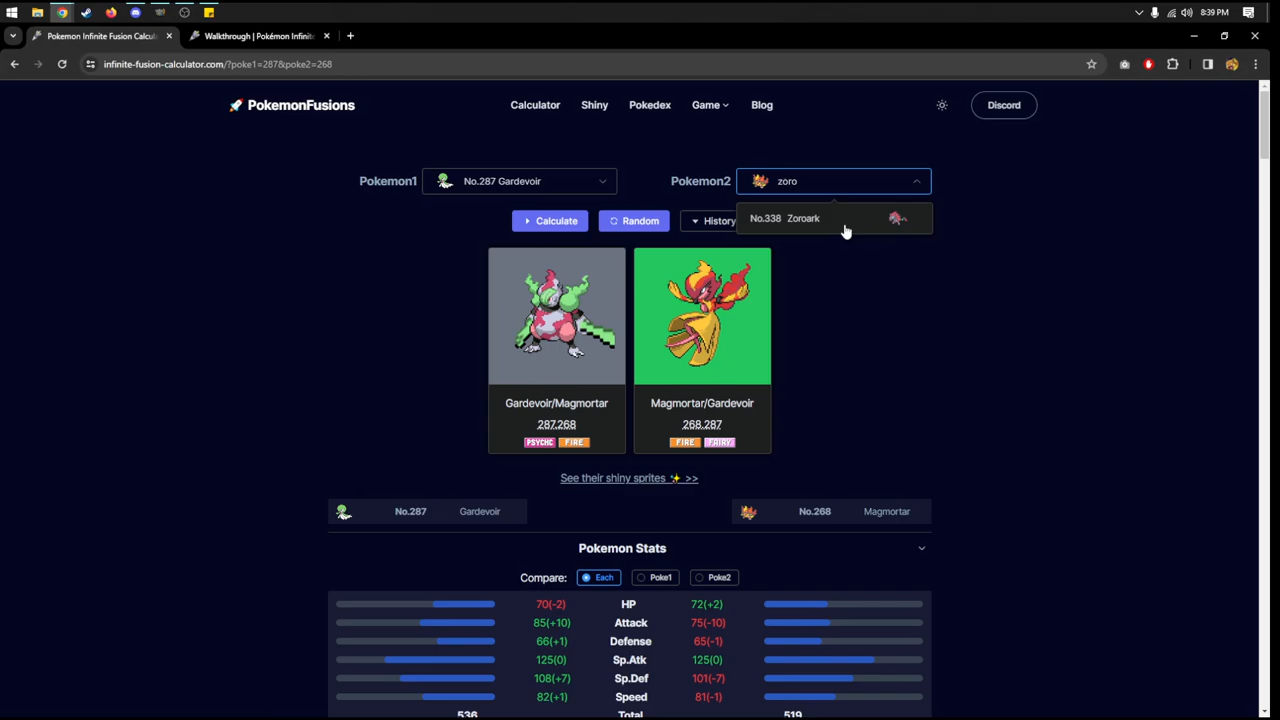 8:39 PM
Pokemon Infinite Fusion Calcula
Walkthrough | Pokémon Infinite
infinite-fusion-calculator.com/?poke1=287&poke2=268
PokemonFusions
Calculator Shiny Pokedex Game Blog
Discord
Pokemon1 No.287 Gardevoir
Pokemon2 zoro
Calculate Random History
No.338 Zoroark
Gardevoir/Magmortar
287.268
PSYCHC FIRE
Magmortar/Gardevoir
268.287
FIRE FAIRY
See their shiny sprites ✨ >>
No.287 Gardevoir
No.268 Magmortar
Pokemon Stats
Compare: Each Poke1 Poke2
70(-2) HP 72(+2)
85(+10) Attack 75(-10)
66(+1) Defense 65(-1)
125(0) Sp.Atk 125(0)
108(+7) Sp.Def 101(-7)
82(+1) Speed 81(-1)
536 Total 519